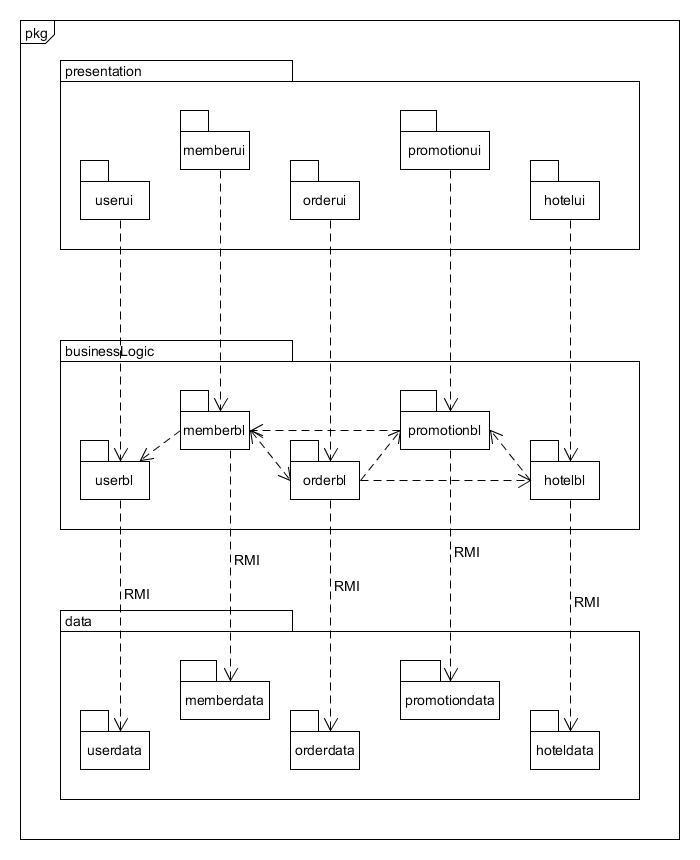 pkg
presentation
memberui
promotionui
userui
orderui
hotelui
businessLogic
memberbl
promotionbl
userbl
orderbl
hotelbl
RMI
RMI
RMI
RMI
RMI
data
memberdata
promotiondata
userdata
orderdata
hoteldata